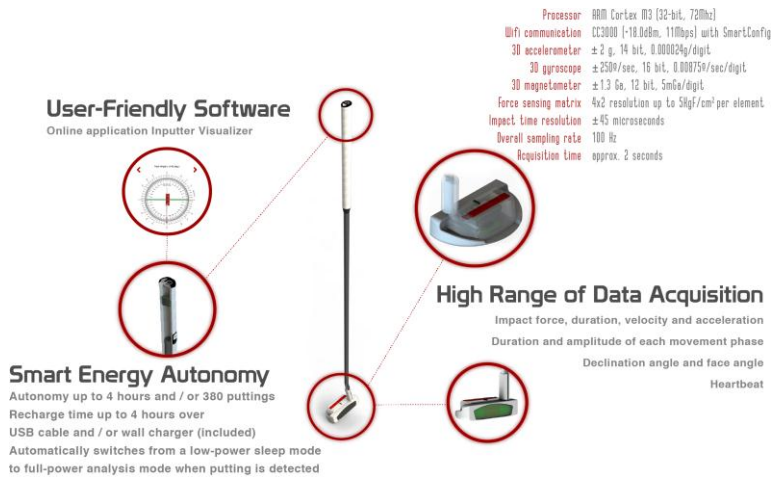 Processor ARM Cortex M3 (32-bit, 72Mhz)
Wifi communication CC3000 (-18.0dBm, 11Mbps) with SmartConfig
3D accelerometer ± 2 g, 14 bit, 0.000024g/digit
3D gyroscope ± 250º/sec, 16 bit, 0.00875º/sec/digit
3D magnetometer ±1.3 Ga, 12 bit, 5mGa/digit
Force sensing matrix 4x2 resolution up to 5KgF/cm² per element
Impact time resolution ±45 microseconds
Overall sampling rate 100 Hz
Acquisition time approx. 2 seconds
User-Friendly Software
Online application Inputter Visualizer
High Range of Data Acquisition
Impact force, duration, velocity and acceleration
Duration and amplitude of each movement phase
Declination angle and face angle
Heartbeat
Smart Energy Autonomy
Autonomy up to 4 hours and / or 380 puttings
Recharge time up to 4 hours over
USB cable and / or wall charger (included)
Automatically switches from a low-power sleep mode
to full-power analysis mode when putting is detected